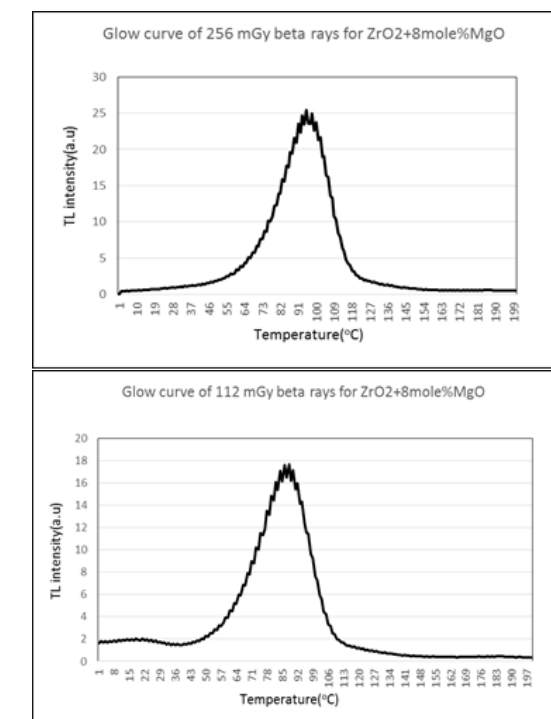 Glow curve of 256 mGy beta rays for ZrO2+8mole%MgO
30
25
20
15
10
5
0
TL intensity(a.u)
1 10 19 28 37 46 55 64 73 82 91 100 109 118 127 136 145 154 163 172 181 190 199
Temperature(°C)
Glow curve of 112 mGy beta rays for ZrO2+8mole%MgO
20
18
16
14
12
10
8
6
4
2
0
TL intensity(a.u)
1 8 15 22 29 36 43 50 57 64 71 78 85 92 99 106 113 120 127 134 141 148 155 162 169 176 183 190 197
Temperature(°C)